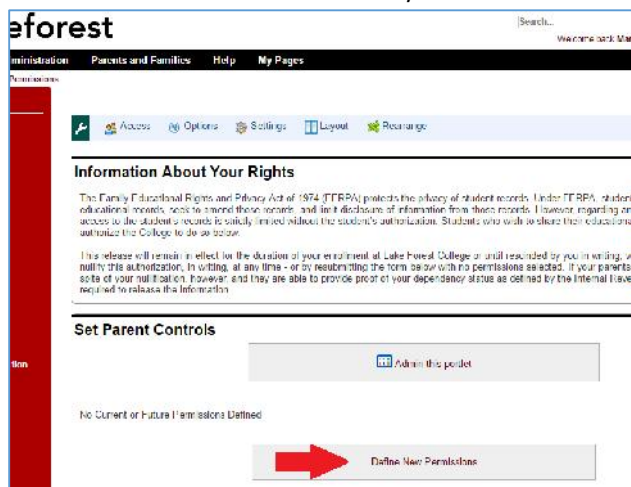 eforest
Search...
Welcome back Mar
ministration Parents and Families Help My Pages
Permissions
Access Options Settings Layout Rearrange
Information About Your Rights
The Family Educational Rights and Privacy Act of 1974 (FERPA) protects the privacy of student records. Under FERPA, studen
educational records, seek to amend those records, and limit disclosure of information from those records. However, regarding an
access to the student's records is strictly limited without the student's authorization. Students who wish to share their educationa
authorize the College to do so below.
This release will remain in effect for the duration of your enrollment at Lake Forest College or until rescinded by you in writing, w
nullify this authorization, in writing, at any time - or by resubmitting the form below with no permissions selected. If your parents
spite of your nullification, however, and they are able to provide proof of your dependency status as defined by the Internal Reve
required to release the information
Set Parent Controls
tion
Admin this portlet
No Current or Future Permissions Defined
Define New Permissions